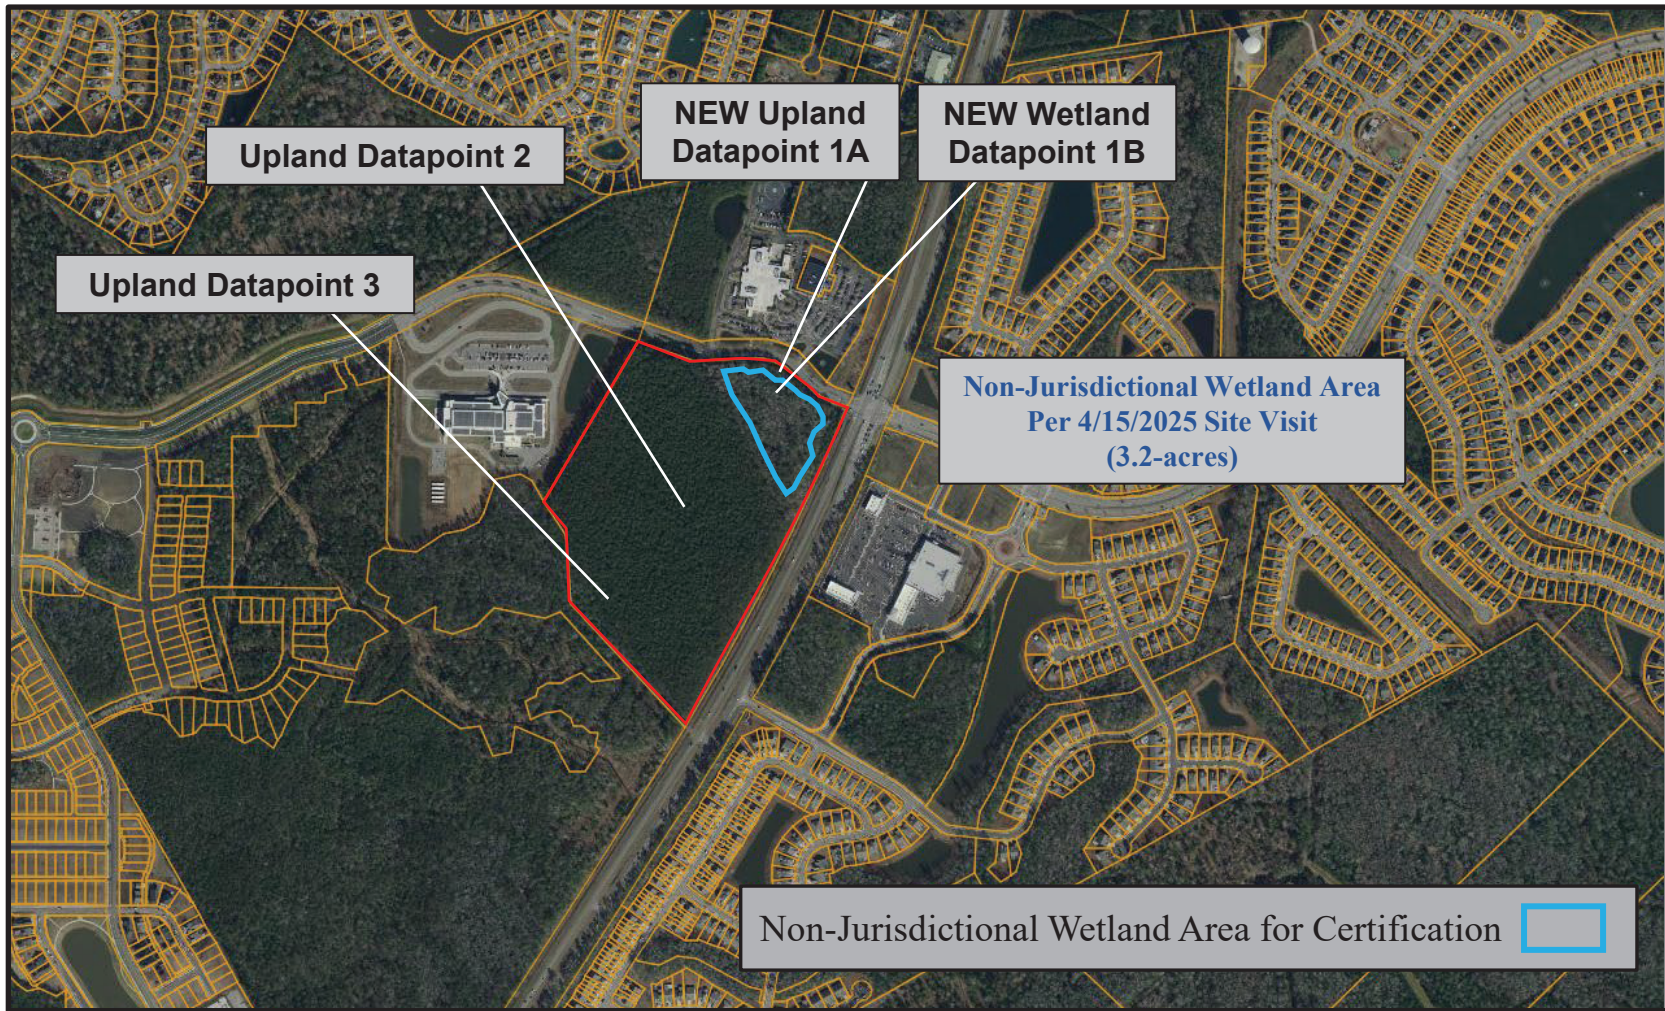 NEW Upland
Datapoint 1A
NEW Wetland
Datapoint 1B
Upland Datapoint 2
Upland Datapoint 3
Non-Jurisdictional Wetland Area
Per 4/15/2025 Site Visit
(3.2-acres)
Non-Jurisdictional Wetland Area for Certification